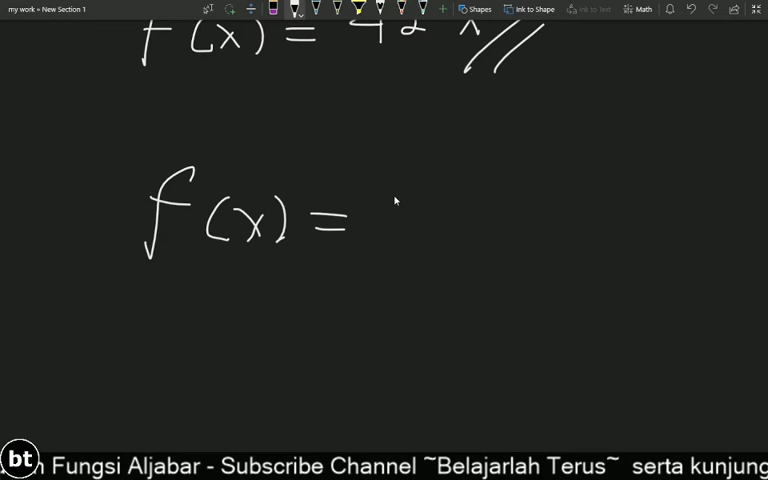 my work » New Section 1
Shapes
Ink to Shape
Ink to Text
Math
f(x) = 42 x
f(x) =
bt
Fungsi Aljabar - Subscribe Channel ~Belajarlah Terus~ serta kunjung